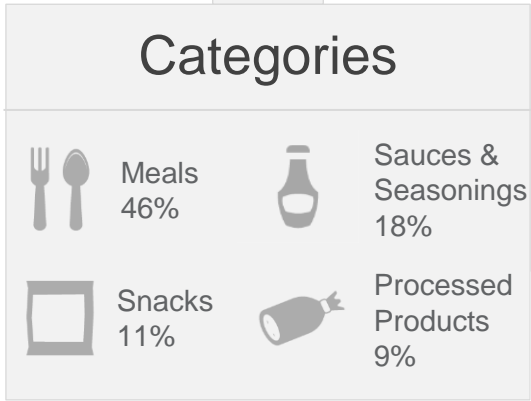 Categories
Meals
46%
Sauces &
Seasonings
18%
Snacks
11%
Processed
Products
9%